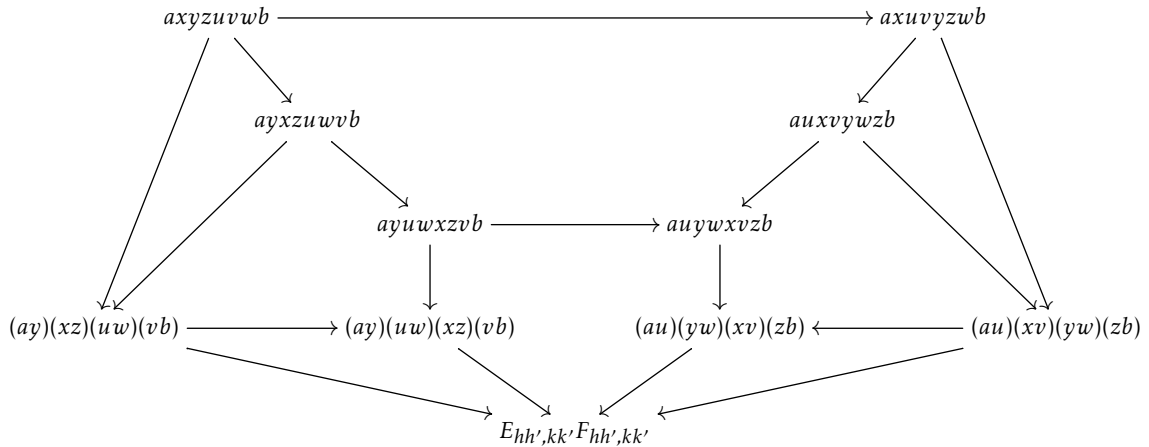 axyzuvwb axuvyzwb
ayxzuwvb auxvywzb
ayuwxzvb auywxvzb
(ay)(xz)(uw)(vb) (ay)(uw)(xz)(vb) (au)(yw)(xv)(zb) (au)(xv)(yw)(zb)
E_{hh',kk'}F_{hh',kk'}